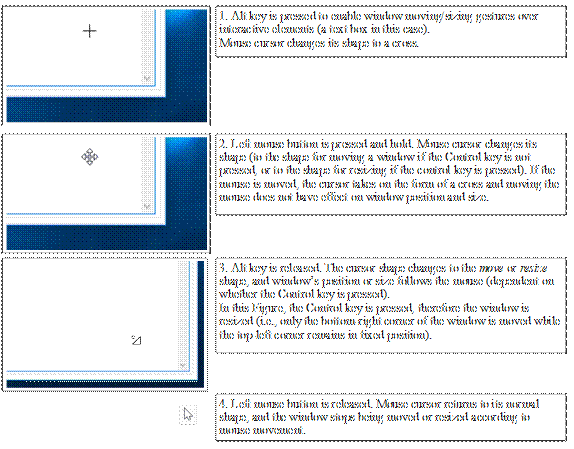 1. Alt key is pressed to enable window moving/sizing gestures over
interactive elements (a text box in this case).
Mouse cursor changes its shape to a cross.
2. Left mouse button is pressed and hold. Mouse cursor changes its
shape (to the shape for moving a window if the Control key is not
pressed, or to the shape for resizing if the control key is pressed). If the
mouse is moved, the cursor takes on the form of a cross and moving the
mouse does not have effect on window position and size.
3. Alt key is released. The cursor shape changes to the move or resize
shape, and window's position or size follows the mouse (dependent on
whether the Control key is pressed).
In this Figure, the Control key is pressed, therefore the window is
resized (i.e., only the bottom right corner of the window is moved while
the top-left corner remains in fixed position).
4. Left mouse button is released. Mouse cursor returns to its normal
shape, and the window stops being moved or resized according to
mouse movement.